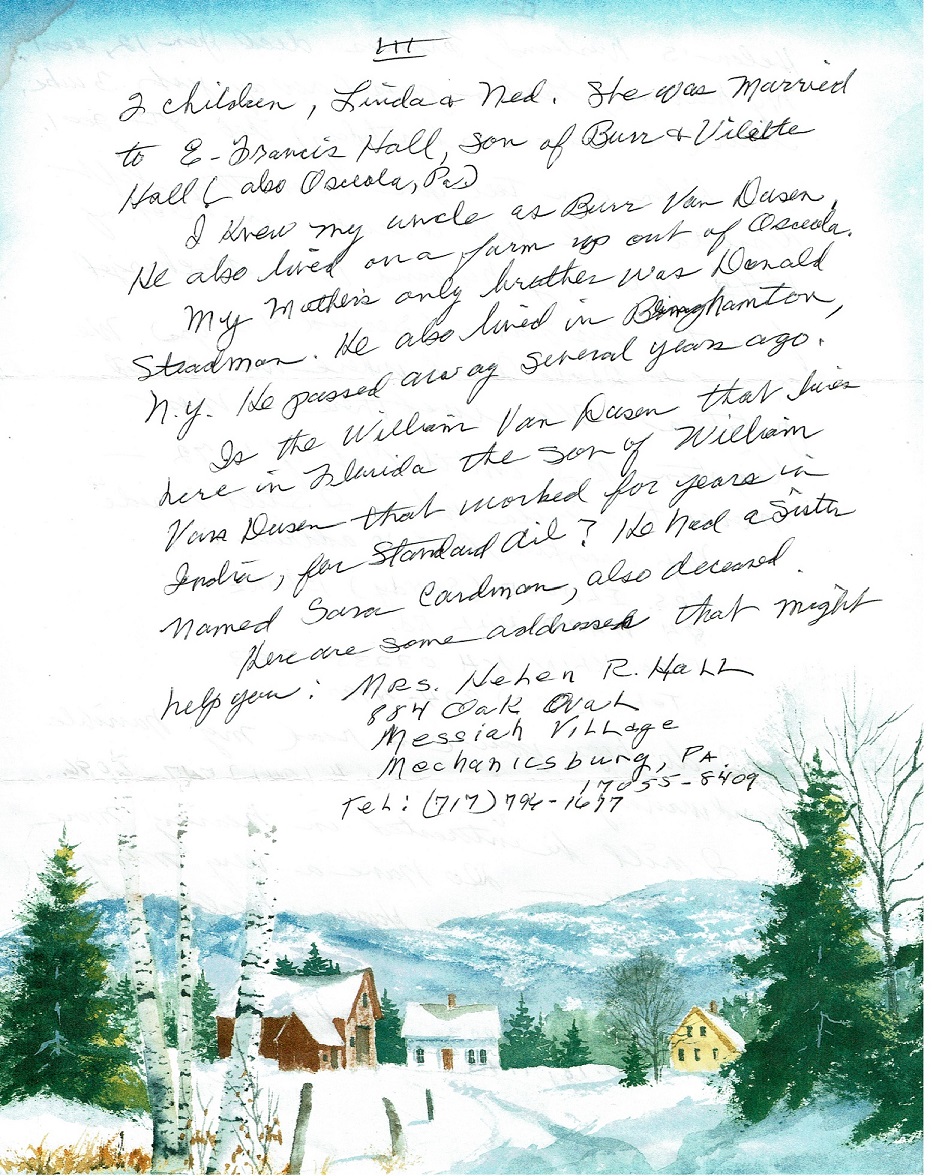 III
2 children, Linda & Ned. She was Married
to E-Francis Hall, son of Burr & Viletta
Hall (also Osceola, Pa.)
I Knew my uncle as Burr Van Dusen.
He also lived on a farm up out of Osceola.
My Mother's only brother was Donald
Steadman. He also lived in Binghamton,
N.Y. He passed away several years ago.
Is the William Van Dusen that lives
here in Florida the son of William
Van Dusen that worked for years in
India, for Standard Oil? He had a Sister
named Sara Cardman, also deceased.
Here are some addresses that might
help you: Mrs. Helen R. Hall
884 Oak Oval
Messiah Village
Mechanicsburg, PA.
17055-8409
Tel: (717) 796-1677